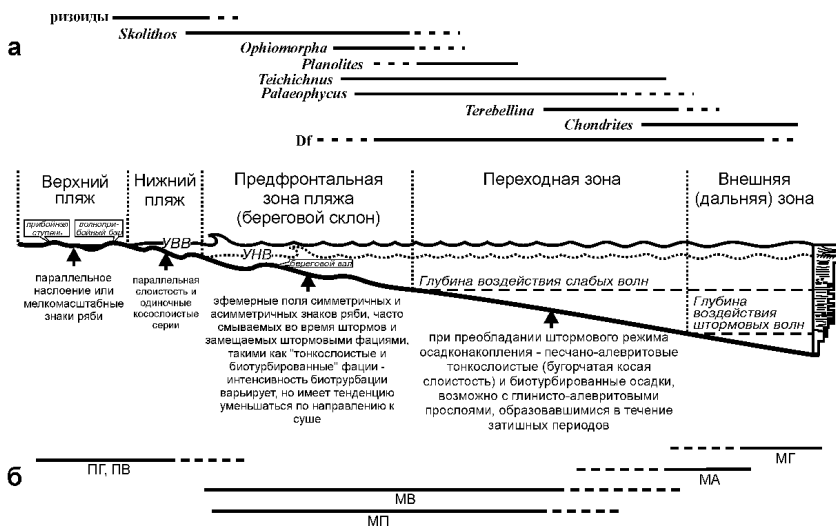 ризоиды
Skolithos
а
Ophiomorpha
Planolites
Teichichnus
Palaeophycus
Terebellina
Chondrites
Df
Верхний
пляж
Нижний
пляж
Предфронтальная
зона пляжа
(береговой склон)
Переходная зона
Внешняя
(дальняя) зона
прибойная
ступень
волнопри-
бойный бар
УВВ
УНВ
береговой вал
параллельное
наслоение или
мелкомасштабные
знаки ряби
параллельная
слоистость и
одиночные
косослоистые
серии
эфемерные поля симметричных и
асимметричных знаков ряби, часто
смываемых во время штормов и
замещаемых штормовыми фациями,
такими как "тонкослоистые и
биотурбированные" фации -
интенсивность биотрурбации
варьирует, но имеет тенденцию
уменьшаться по направлению к
суше
Глубина воздействия слабых волн
Глубина
воздействия
штормовых волн
при преобладании штормового режима
осадконакопления - песчано-алевритовые
тонкослоистые (бугорчатая косая
слоистость) и биотурбированные осадки,
возможно с глинисто-алевритовыми
прослоями, образовавшимися в течение
затишных периодов
б
ПГ, ПВ
МВ
МП
МА
МГ